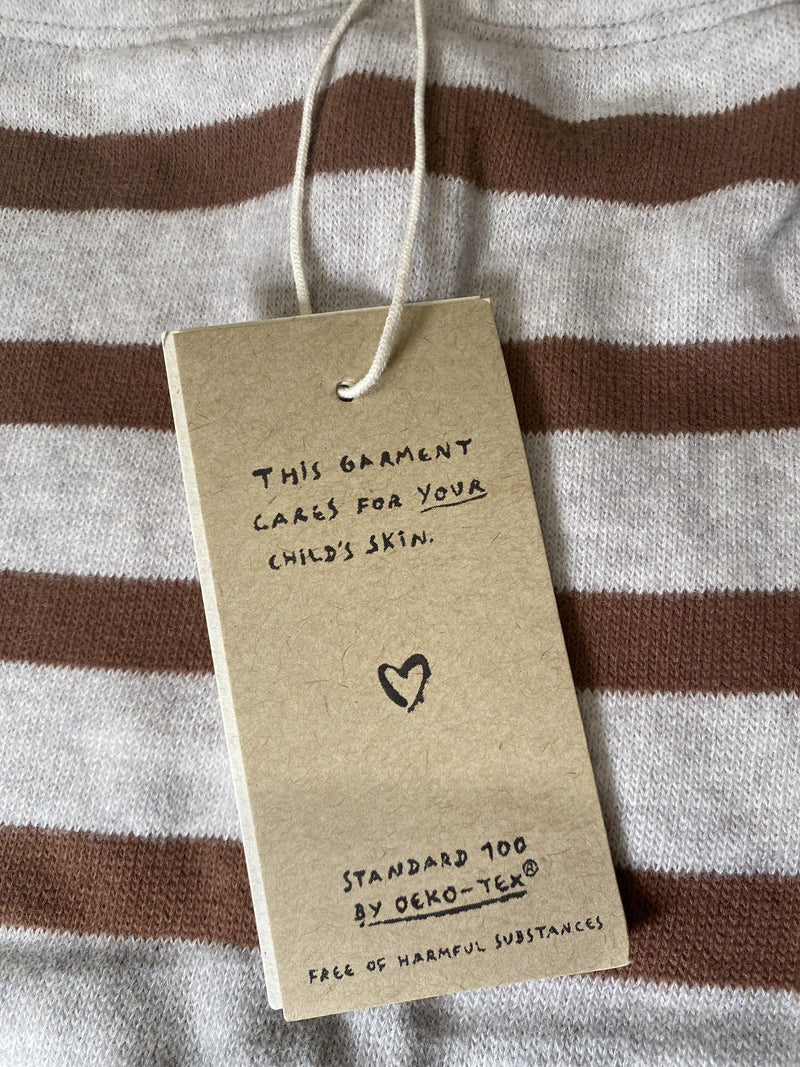 THiS GARMENT
CARES FOR YOUR
CHiLD'S SKiN.
STANDARD 100
BY OEKO-TEX®
FREE OF HARMFUL SUBSTANCES